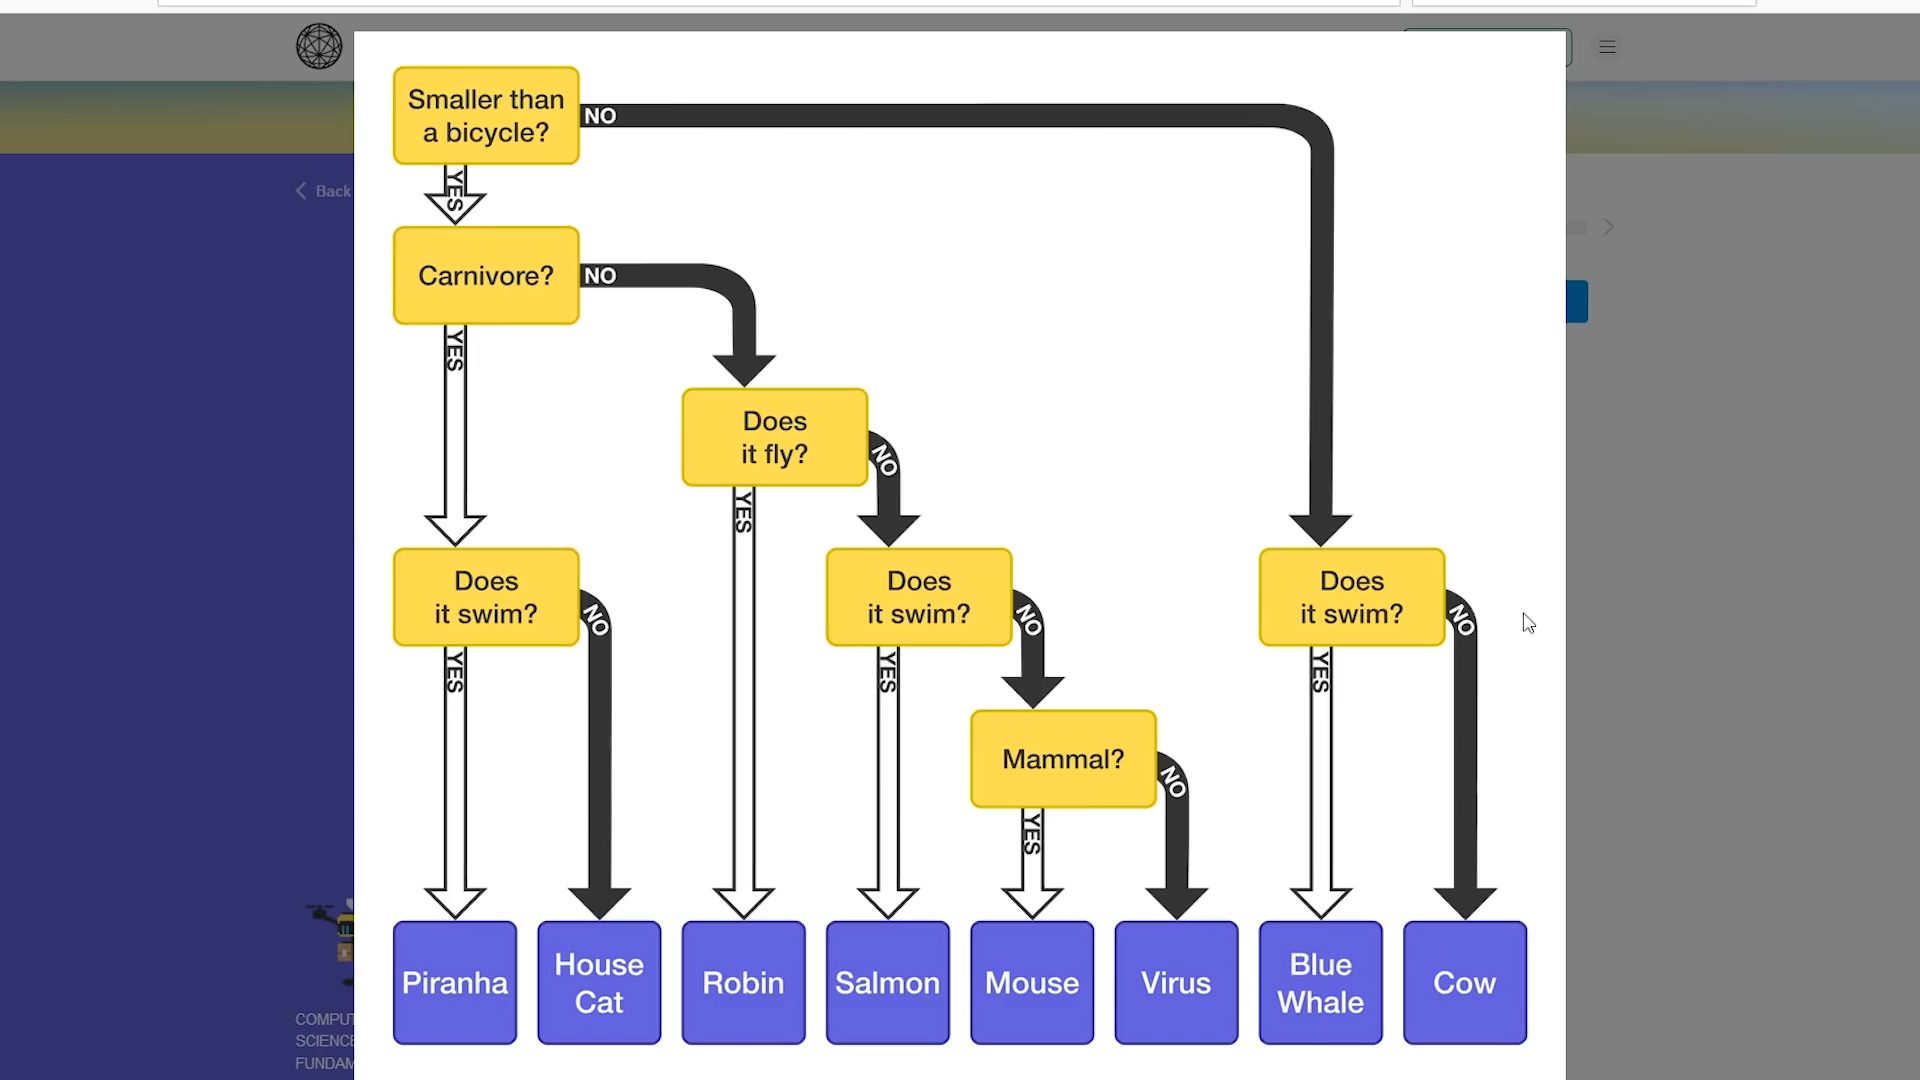 Smaller than
a bicycle?
NO
YES
Back
Carnivore?
NO
YES
Does
it fly?
NO
YES
Does
it swim?
NO
YES
Does
it swim?
NO
YES
Does
it swim?
NO
YES
Mammal?
NO
YES
Piranha
House
Cat
Robin
Salmon
Mouse
Virus
Blue
Whale
Cow
COMPUT
SCIENCE
FUNDAM